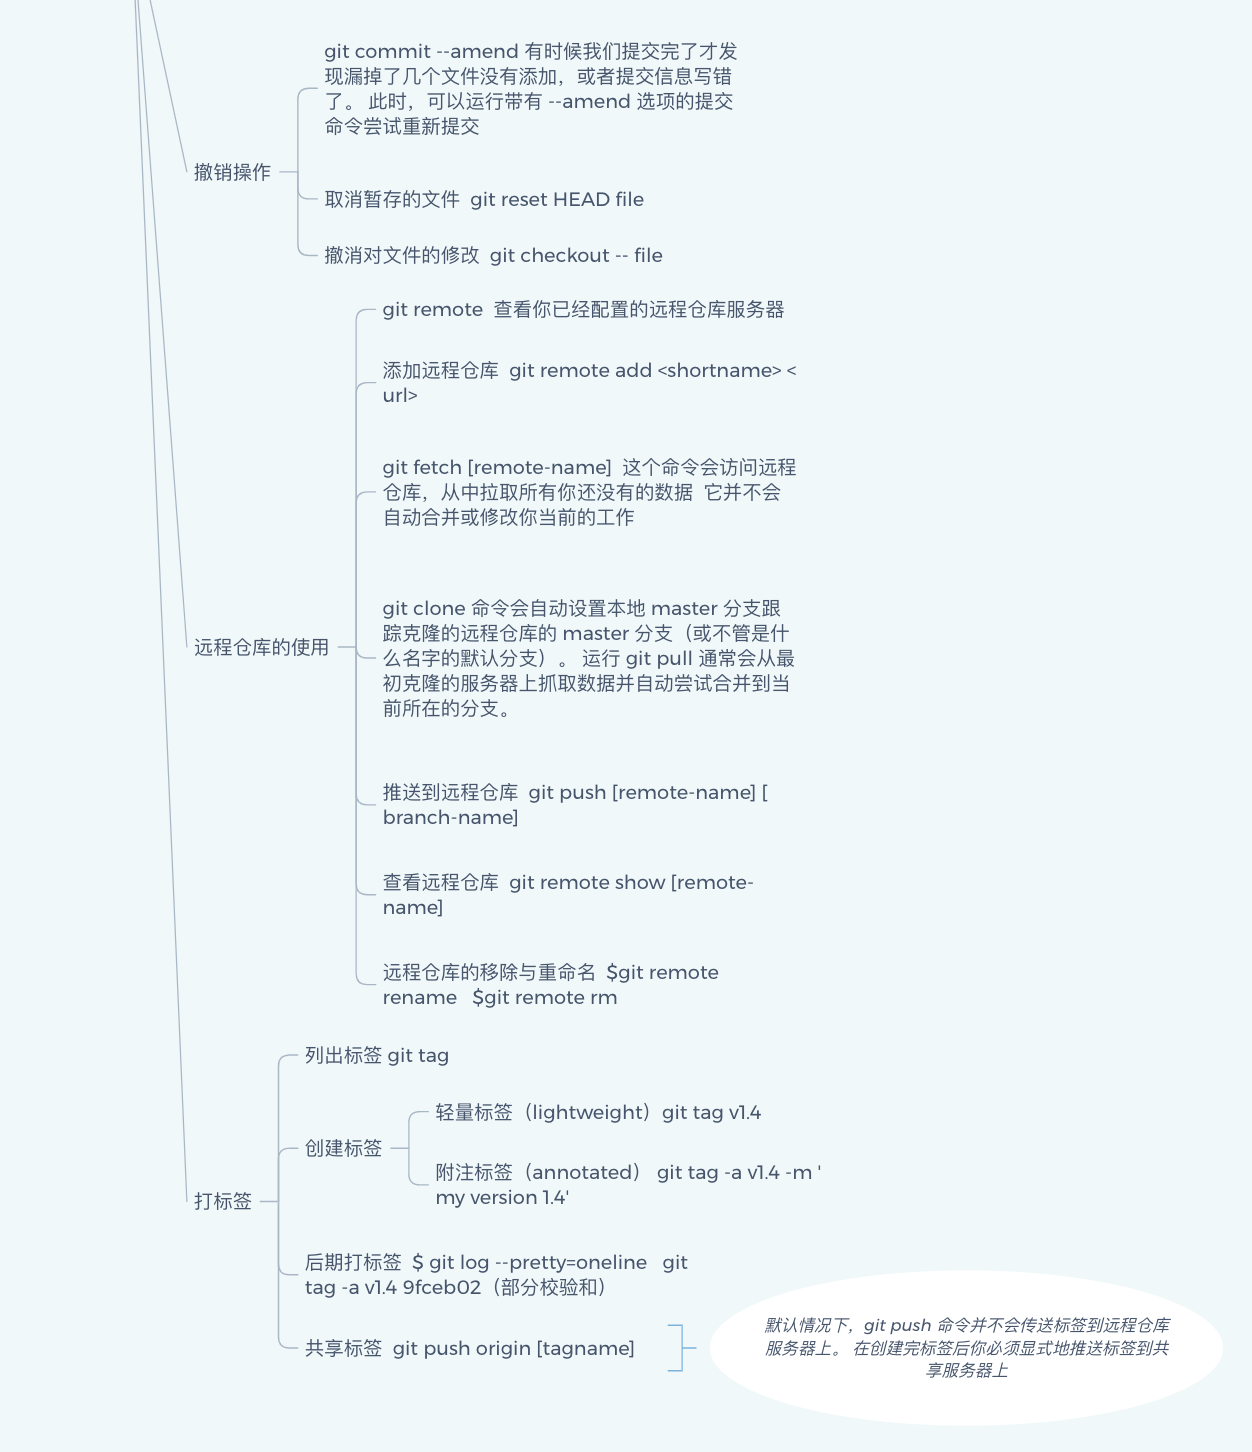 撤销操作
git commit --amend 有时候我们提交完了才发
现漏掉了几个文件没有添加，或者提交信息写错
了。 此时，可以运行带有 --amend 选项的提交
命令尝试重新提交
取消暂存的文件  git reset HEAD file
撤消对文件的修改  git checkout -- file
远程仓库的使用
git remote  查看你已经配置的远程仓库服务器
添加远程仓库  git remote add <shortname> <
url>
git fetch [remote-name]  这个命令会访问远程
仓库，从中拉取所有你还没有的数据  它并不会
自动合并或修改你当前的工作
git clone 命令会自动设置本地 master 分支跟
踪克隆的远程仓库的 master 分支（或不管是什
么名字的默认分支）。 运行 git pull 通常会从最
初克隆的服务器上抓取数据并自动尝试合并到当
前所在的分支。
推送到远程仓库  git push [remote-name] [
branch-name]
查看远程仓库  git remote show [remote-
name]
远程仓库的移除与重命名  $git remote
rename   $git remote rm
打标签
列出标签 git tag
创建标签
轻量标签（lightweight）git tag v1.4
附注标签（annotated） git tag -a v1.4 -m '
my version 1.4'
后期打标签  $ git log --pretty=oneline   git
tag -a v1.4 9fceb02（部分校验和）
共享标签  git push origin [tagname]
默认情况下，git push 命令并不会传送标签到远程仓库
服务器上。 在创建完标签后你必须显式地推送标签到共
享服务器上